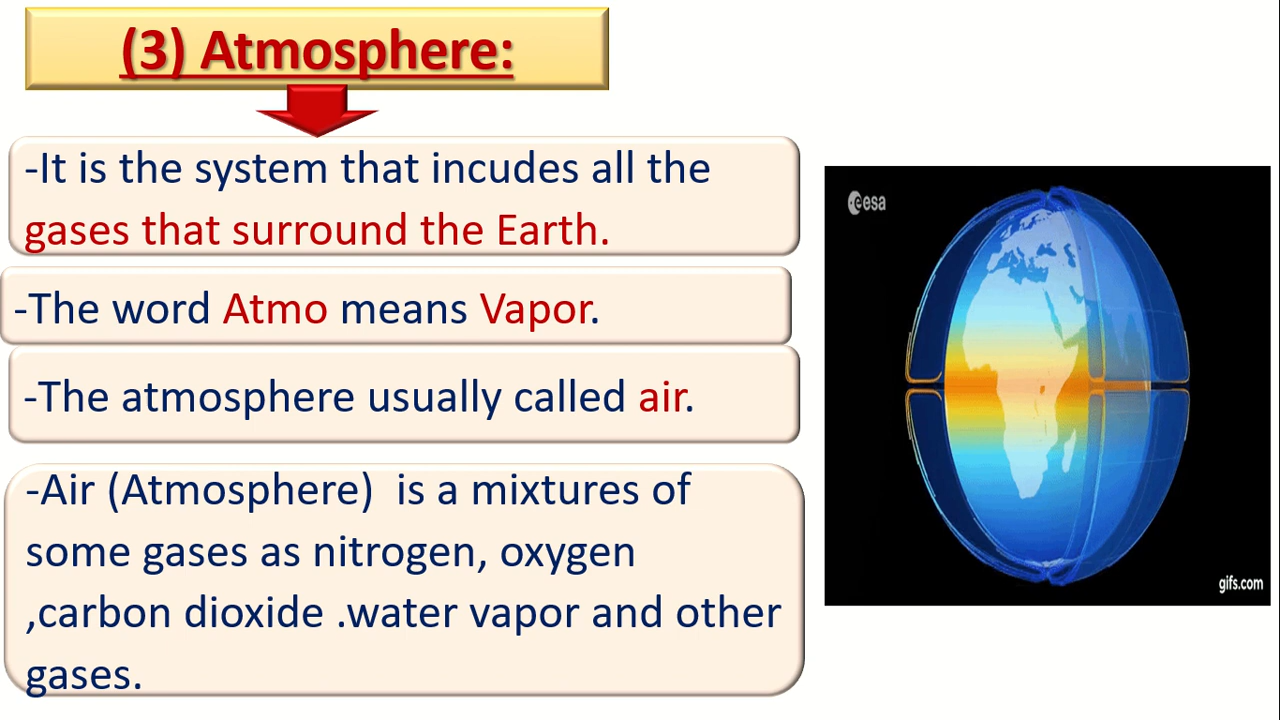 (3) Atmosphere:
-It is the system that incudes all the
gases that surround the Earth.
-The word Atmo means Vapor.
-The atmosphere usually called air.
-Air (Atmosphere)  is a mixtures of
some gases as nitrogen, oxygen
,carbon dioxide .water vapor and other
gases.
esa
gifs.com